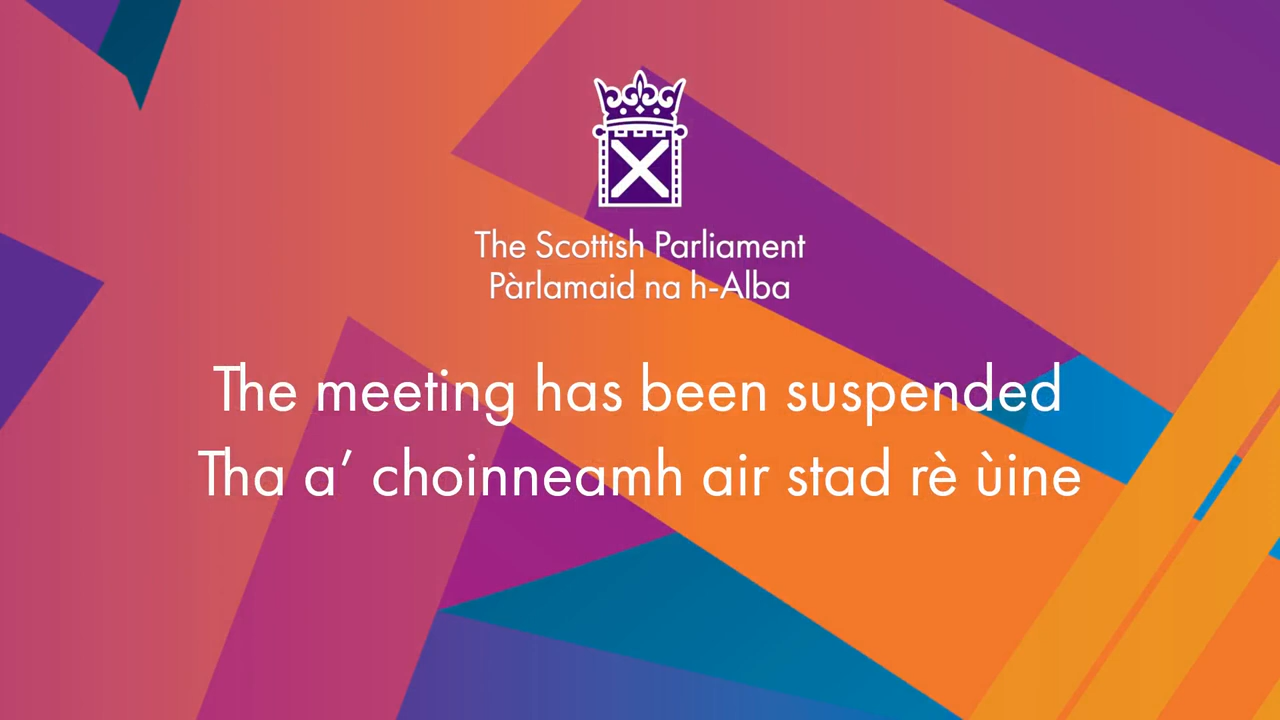 The Scottish Parliament
Pàrlamaid na h-Alba
The meeting has been suspended
Tha a’ choinneamh air stad rè ùine